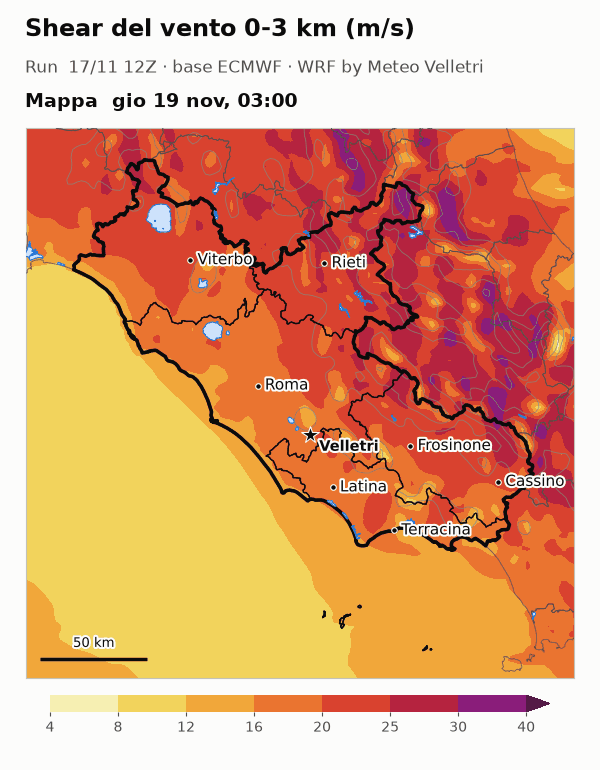 Shear del vento 0-3 km (m/s)
Run  17/11 12Z · base ECMWF · WRF by Meteo Velletri
Mappa  gio 19 nov, 03:00
Viterbo
Rieti
Roma
Velletri
Frosinone
Latina
Cassino
Terracina
50 km
4 8 12 16 20 25 30 40